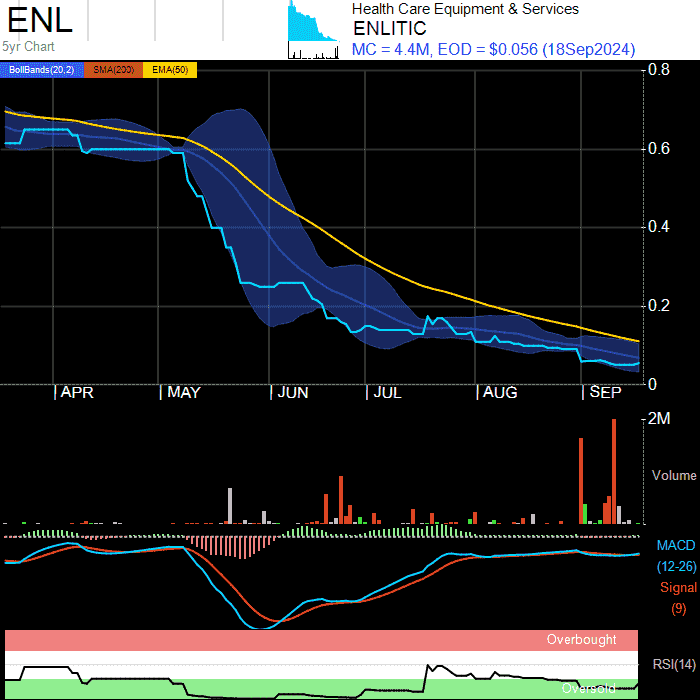 ENL
5yr Chart
Health Care Equipment & Services
ENLITIC
MC = 4.4M, EOD = $0.056 (18Sep2024)
BollBands(20,2) SMA(200) EMA(50)
0.8
0.6
0.4
0.2
0
APR MAY JUN JUL AUG SEP
2M
Volume
MACD
(12-26)
Signal
(9)
Overbought
RSI(14)
Oversold